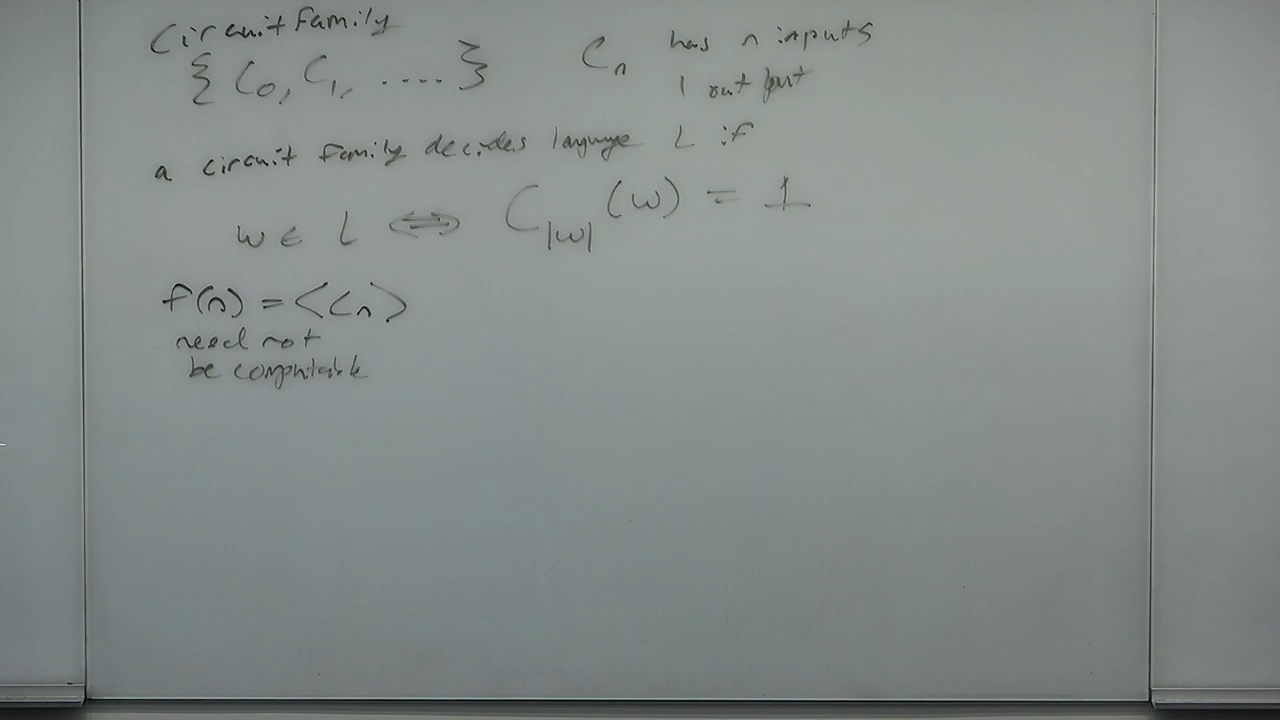 Circuit Family
{ C₀, C₁, .... } Cₙ has n inputs
1 output
a circuit family decides language L if
w ∈ L ⇔ C|w| (w) = 1
f(n) = <Cₙ>
need not
be computable